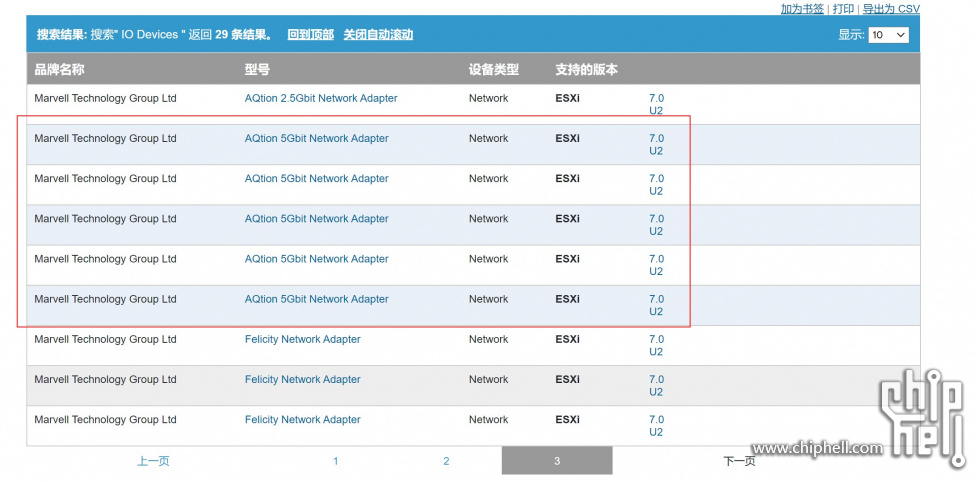 加为书签 | 打印 | 导出为 CSV
搜索结果: 搜索" IO Devices " 返回 29 条结果。 回到顶部 关闭自动滚动 显示: 10
品牌名称 型号 设备类型 支持的版本
Marvell Technology Group Ltd AQtion 2.5Gbit Network Adapter Network ESXi 7.0
U2
Marvell Technology Group Ltd AQtion 5Gbit Network Adapter Network ESXi 7.0
U2
Marvell Technology Group Ltd AQtion 5Gbit Network Adapter Network ESXi 7.0
U2
Marvell Technology Group Ltd AQtion 5Gbit Network Adapter Network ESXi 7.0
U2
Marvell Technology Group Ltd AQtion 5Gbit Network Adapter Network ESXi 7.0
U2
Marvell Technology Group Ltd AQtion 5Gbit Network Adapter Network ESXi 7.0
U2
Marvell Technology Group Ltd Felicity Network Adapter Network ESXi 7.0
U2
Marvell Technology Group Ltd Felicity Network Adapter Network ESXi 7.0
U2
Marvell Technology Group Ltd Felicity Network Adapter Network ESXi 7.0
U2
上一页 1 2 3 下一页
www.chiphell.com
chip
hell